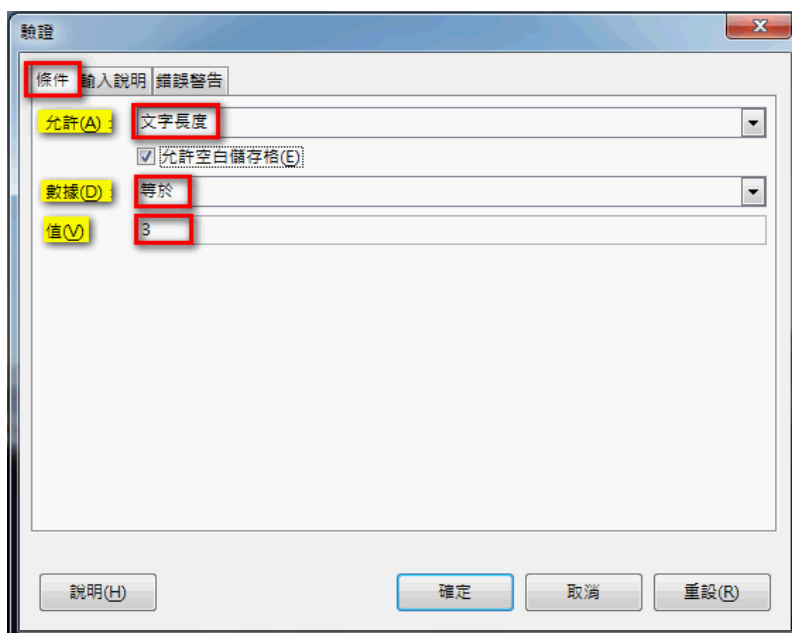 驗證
條件 輸入說明 錯誤警告
允許(A)： 文字長度
允許空白儲存格(E)
數據(D)： 等於
值(V) 3
說明(H) 確定 取消 重設(R)